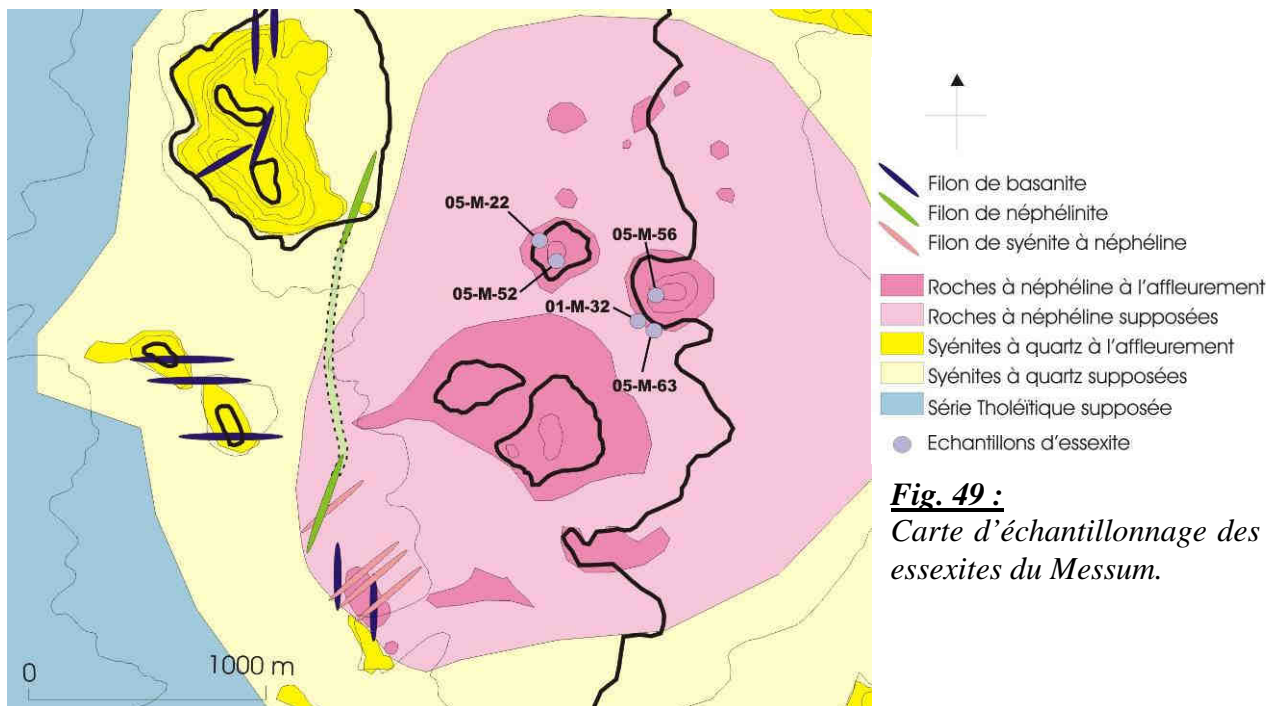 05-M-22
05-M-56
05-M-52
01-M-32
05-M-63
0
1000 m
Filon de basanite
Filon de néphélinite
Filon de syénite à néphéline
Roches à néphéline à l'affleurement
Roches à néphéline supposées
Syénites à quartz à l'affleurement
Syénites à quartz supposées
Série Tholéïtique supposée
Echantillons d'essexite
Fig. 49 :
Carte d'échantillonnage des
essexites du Messum.